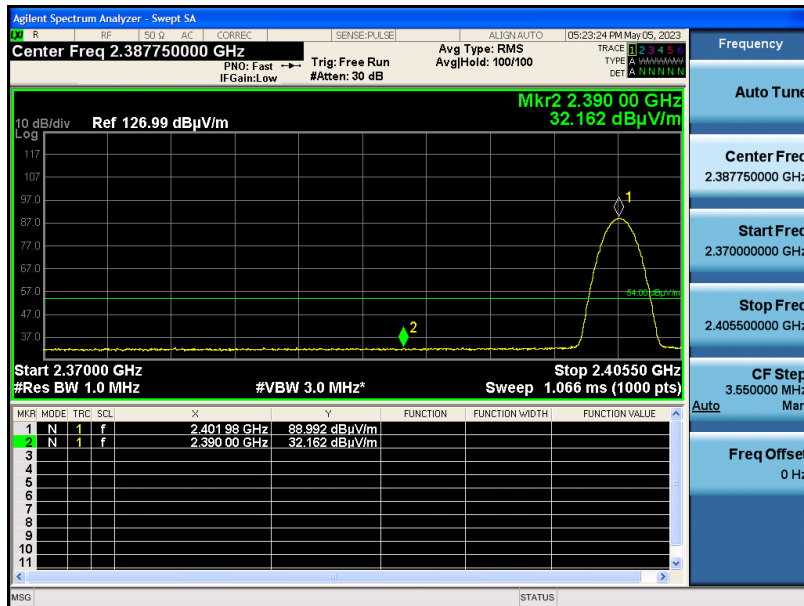 Agilent Spectrum Analyzer - Swept SA
LXI R RF 50 Ω AC CORREC SENSE:PULSE ALIGN AUTO 05:23:24 PM May 05, 2023
Center Freq 2.387750000 GHz
PNO: Fast
IFGain:Low
Trig: Free Run
#Atten: 30 dB
Avg Type: RMS
Avg|Hold: 100/100
TRACE 1 2 3 4 5 6
TYPE A WWWWW
DET A N N N N N
Mkr2 2.390 00 GHz
32.162 dBµV/m
10 dB/div Ref 126.99 dBµV/m
Log
117
107
97.0
87.0
77.0
67.0
57.0
47.0
37.0
1
54.00 dBµV/m
2
Start 2.37000 GHz Stop 2.40550 GHz
#Res BW 1.0 MHz #VBW 3.0 MHz* Sweep 1.066 ms (1000 pts)
MKR MODE TRC SCL X Y FUNCTION FUNCTION WIDTH FUNCTION VALUE
1 N 1 f 2.401 98 GHz 88.992 dBµV/m
2 N 1 f 2.390 00 GHz 32.162 dBµV/m
3
4
5
6
7
8
9
10
11
MSG STATUS
Frequency
Auto Tune
Center Freq
2.387750000 GHz
Start Freq
2.370000000 GHz
Stop Freq
2.405500000 GHz
CF Step
3.550000 MHz
Auto Man
Freq Offset
0 Hz